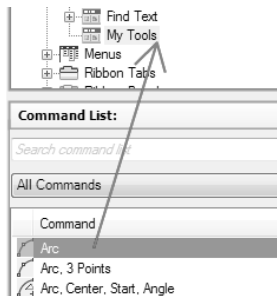 Find Text
My Tools
Menus
Ribbon Tabs
Command List:
Search command list
All Commands
Command
Arc
Arc, 3 Points
Arc, Center, Start, Angle